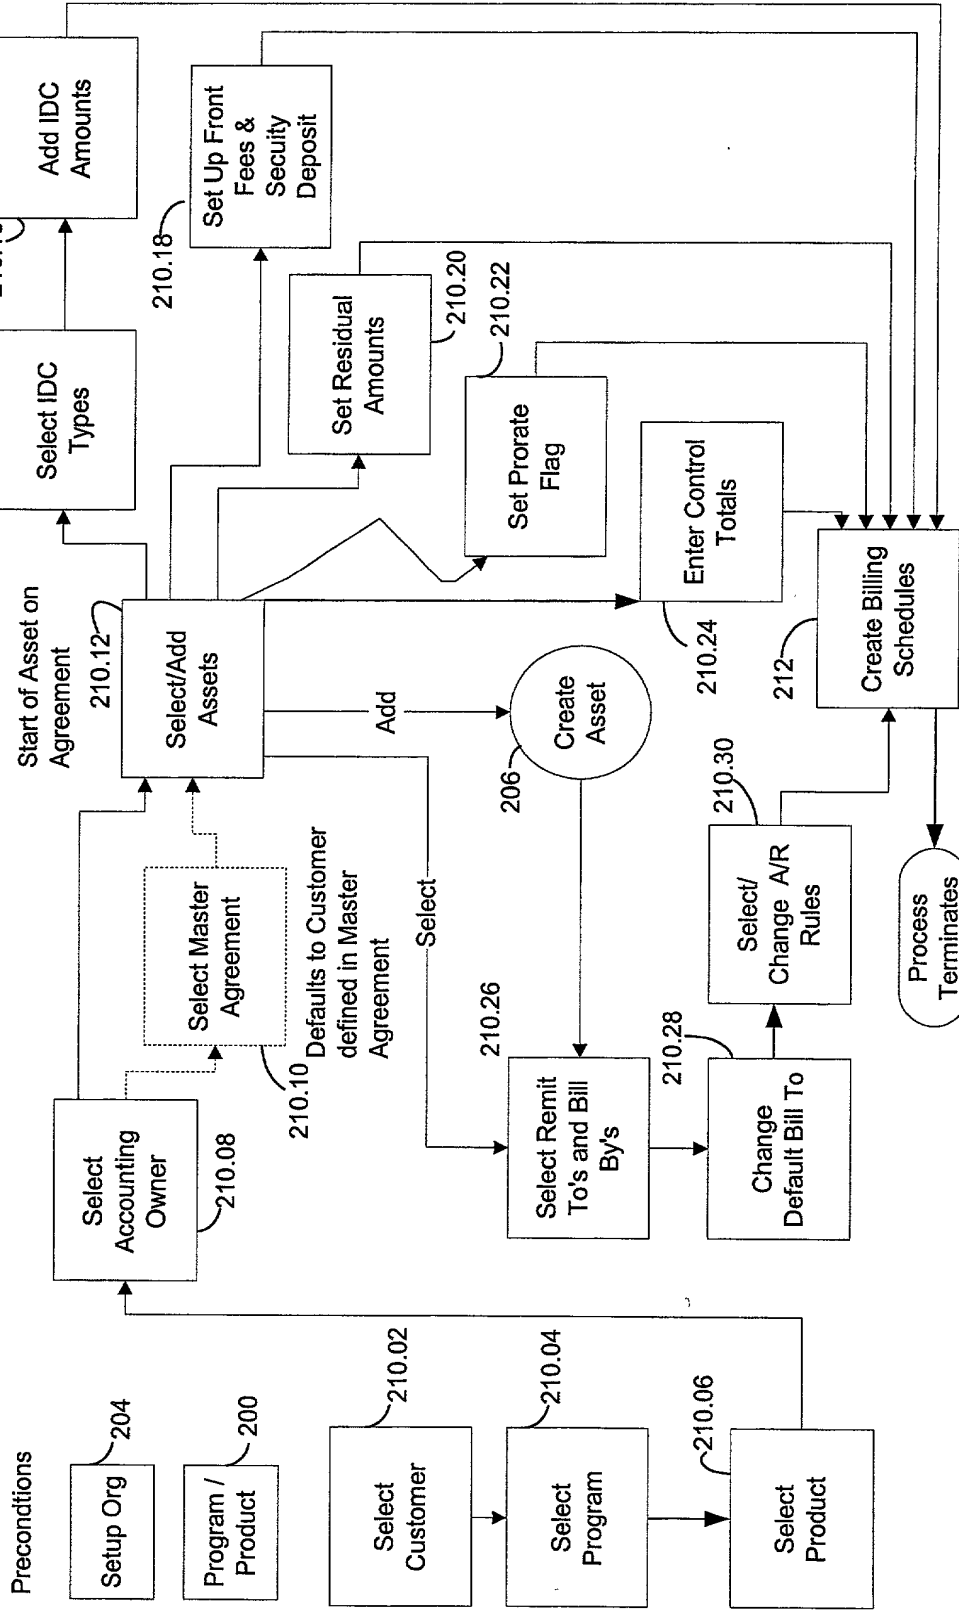 Precondtions
Setup Org
204
Program /
Product
200
Select
Customer
210.02
Select
Program
210.04
Select
Product
210.06
Select
Accounting
Owner
210.08
Select Master
Agreement
210.10
Defaults to Customer
defined in Master
Agreement
Start of Asset on
Agreement
210.12
Select/Add
Assets
Select
Add
Create
Asset
206
Select IDC
Types
Add IDC
Amounts
210.18
Set Up Front
Fees &
Secuity
Deposit
Set Residual
Amounts
210.20
Set Prorate
Flag
210.22
Enter Control
Totals
210.24
210.26
Select Remit
To's and Bill
By's
210.28
Change
Default Bill To
210.30
Select/
Change A/R
Rules
212
Create Billing
Schedules
Process
Terminates